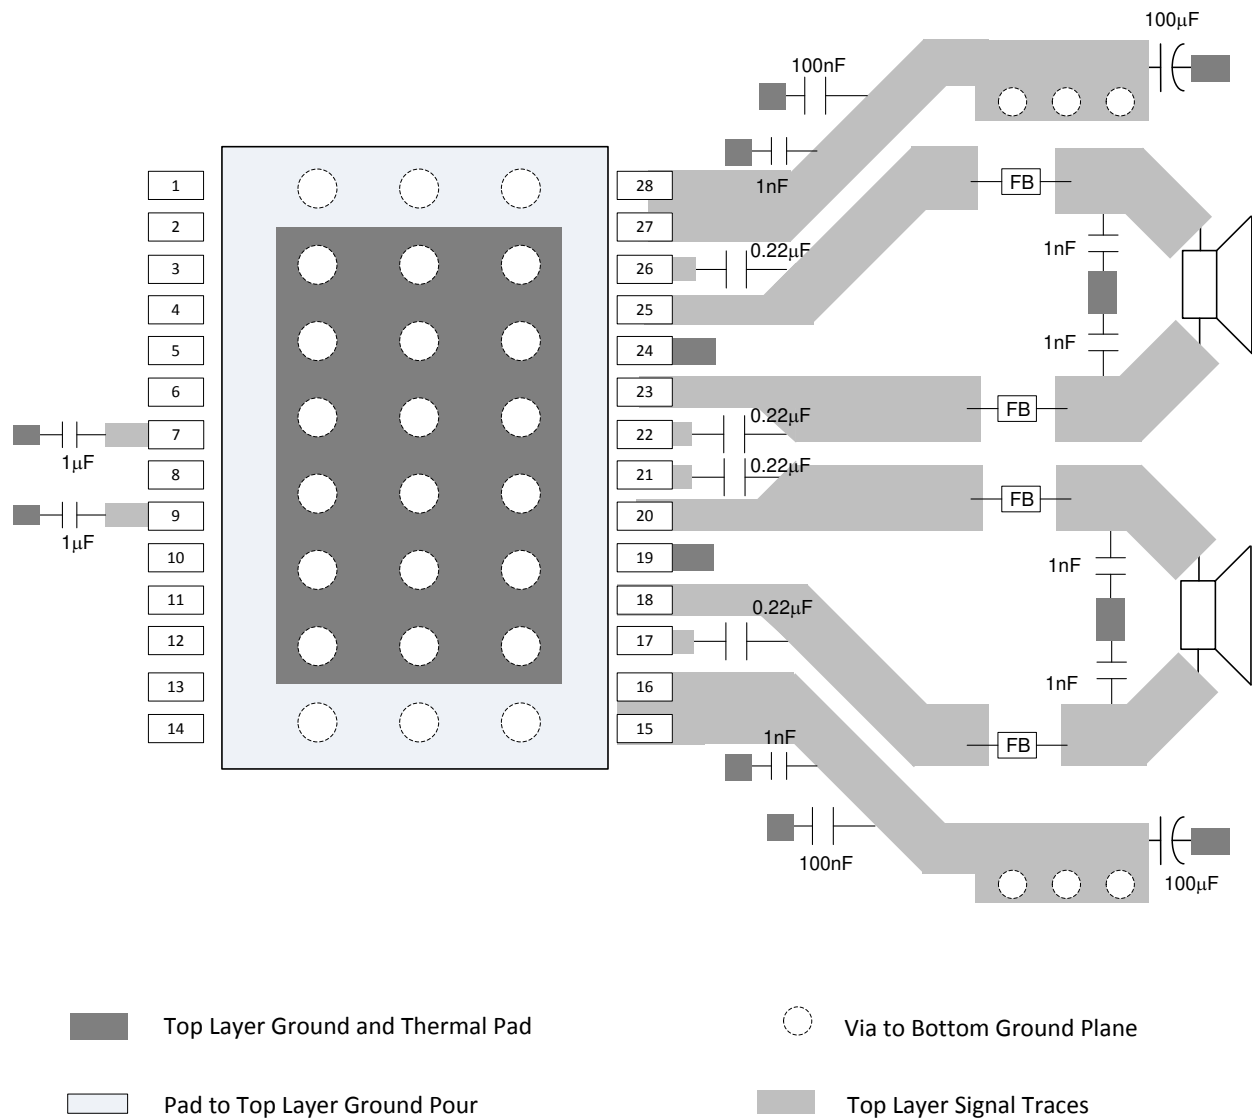 100µF
100nF
1nF
1 28 FB
2 27
1nF
3 26 0.22µF
4 25
5 24 1nF
6 23
FB
0.22µF
7 22
1µF
0.22µF
8 21
FB
9 20
1µF
10 19 1nF
11 18
0.22µF
12 17
13 16 1nF
14 15
1nF FB
100nF
100µF
Top Layer Ground and Thermal Pad
Via to Bottom Ground Plane
Pad to Top Layer Ground Pour
Top Layer Signal Traces